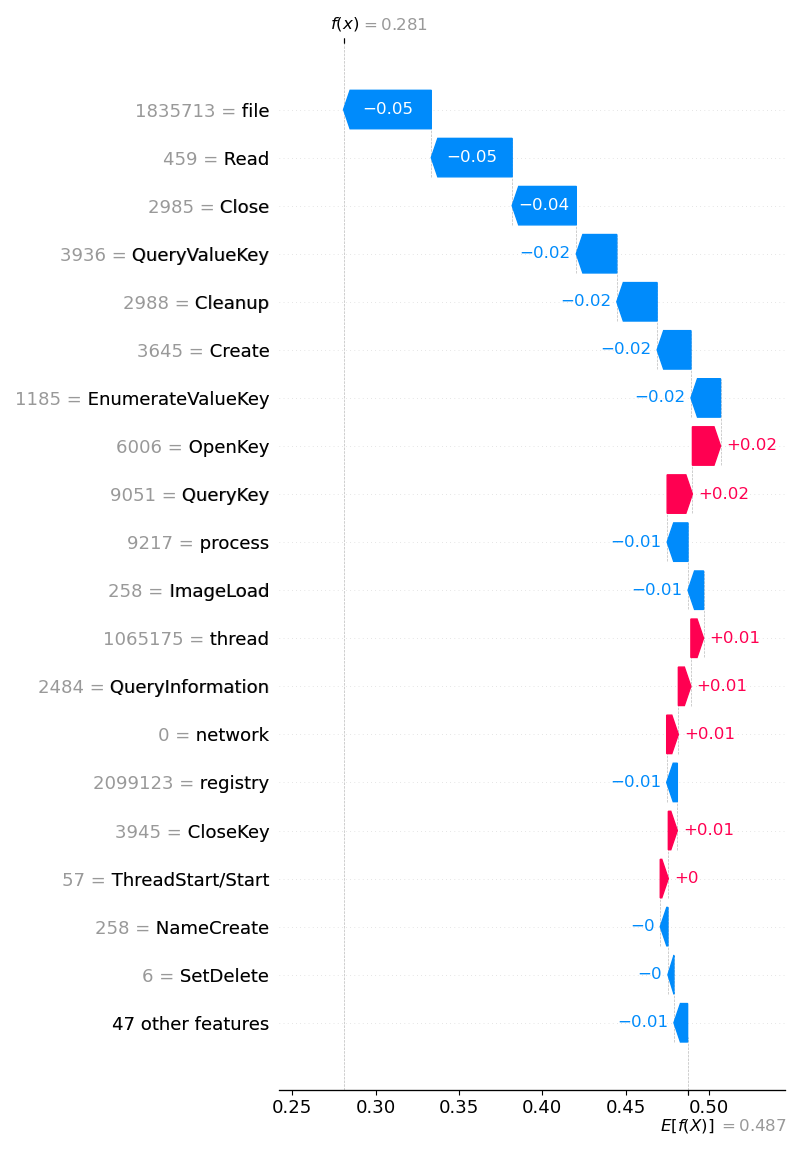 f(x) = 0.281
1835713 = file −0.05
459 = Read −0.05
2985 = Close −0.04
3936 = QueryValueKey −0.02
2988 = Cleanup −0.02
3645 = Create −0.02
1185 = EnumerateValueKey −0.02
6006 = OpenKey +0.02
9051 = QueryKey +0.02
9217 = process −0.01
258 = ImageLoad −0.01
1065175 = thread +0.01
2484 = QueryInformation +0.01
0 = network +0.01
2099123 = registry −0.01
3945 = CloseKey +0.01
57 = ThreadStart/Start +0
258 = NameCreate −0
6 = SetDelete −0
47 other features −0.01
0.25 0.30 0.35 0.40 0.45 0.50
E[f(X)] = 0.487